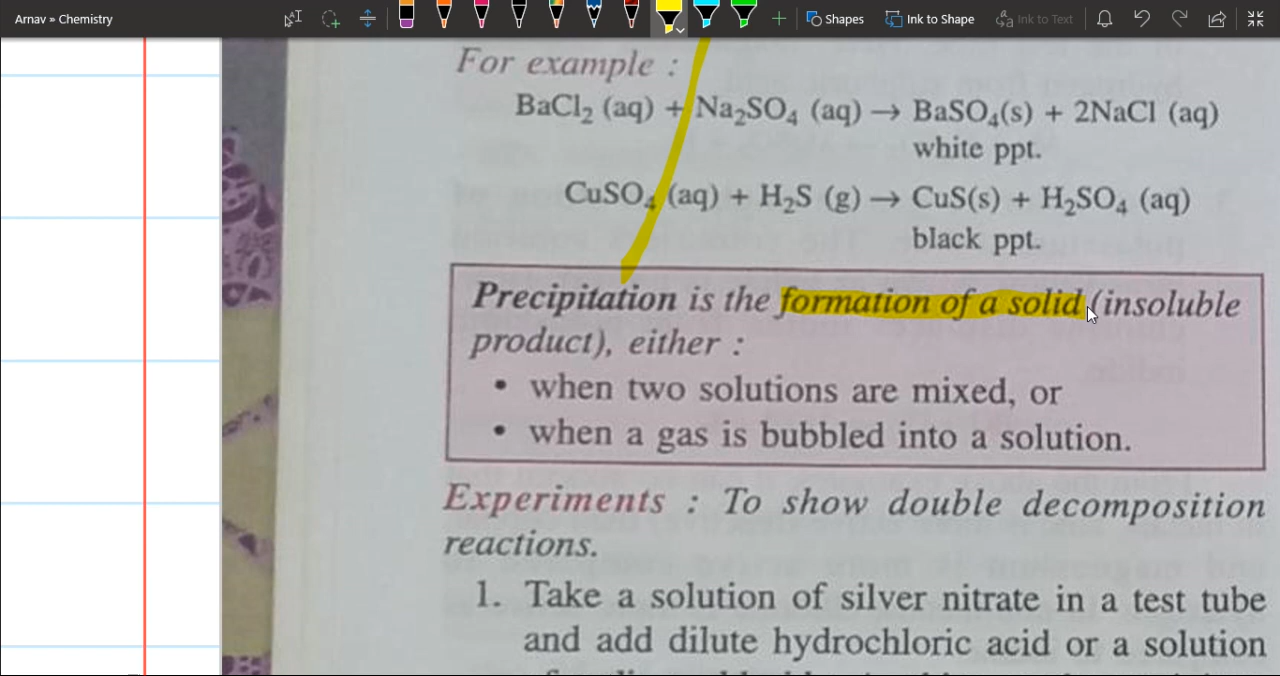 Arnav » Chemistry
Shapes
Ink to Shape
Ink to Text
For example :
BaCl₂ (aq) + Na₂SO₄ (aq) → BaSO₄(s) + 2NaCl (aq)
white ppt.
CuSO₄ (aq) + H₂S (g) → CuS(s) + H₂SO₄ (aq)
black ppt.
Precipitation is the formation of a solid (insoluble
product), either :
• when two solutions are mixed, or
• when a gas is bubbled into a solution.
Experiments : To show double decomposition
reactions.
1. Take a solution of silver nitrate in a test tube
and add dilute hydrochloric acid or a solution